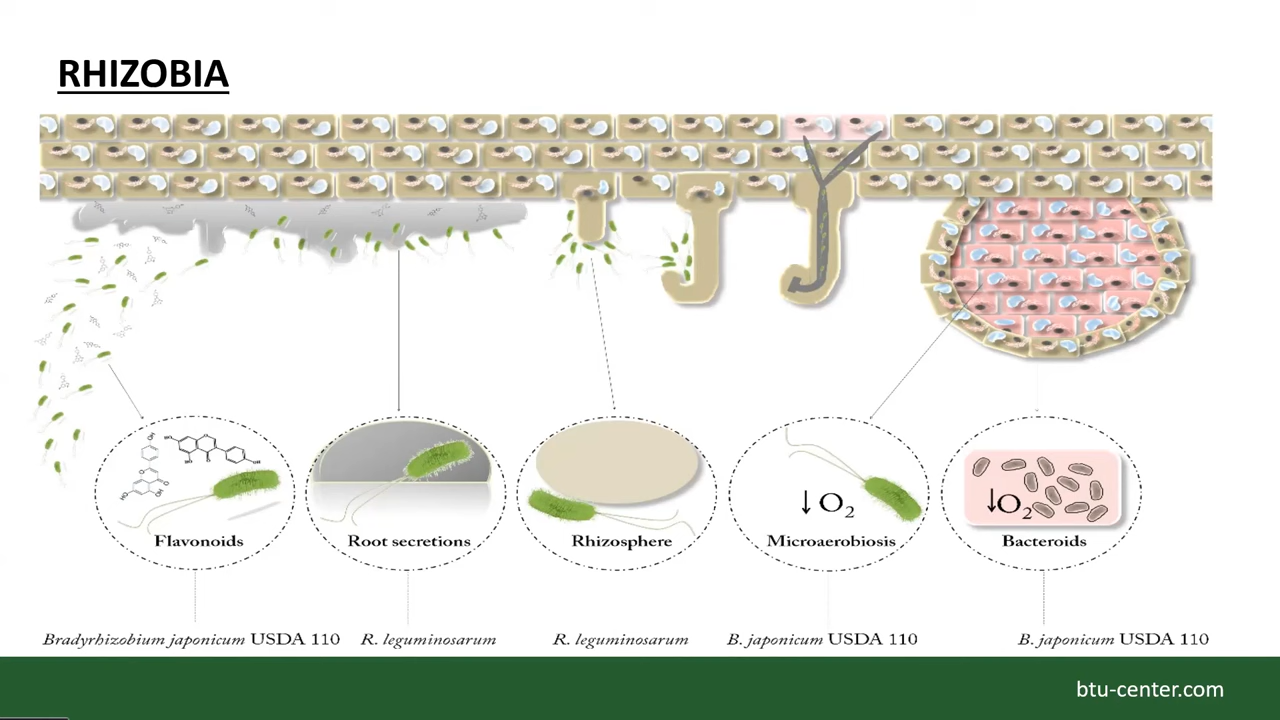 RHIZOBIA
↓ O2
↓O2
Flavonoids
Root secretions
Rhizosphere
Microaerobiosis
Bacteroids
Bradyrhizobium japonicum USDA 110
R. leguminosarum
R. leguminosarum
B. japonicum USDA 110
B. japonicum USDA 110
btu-center.com